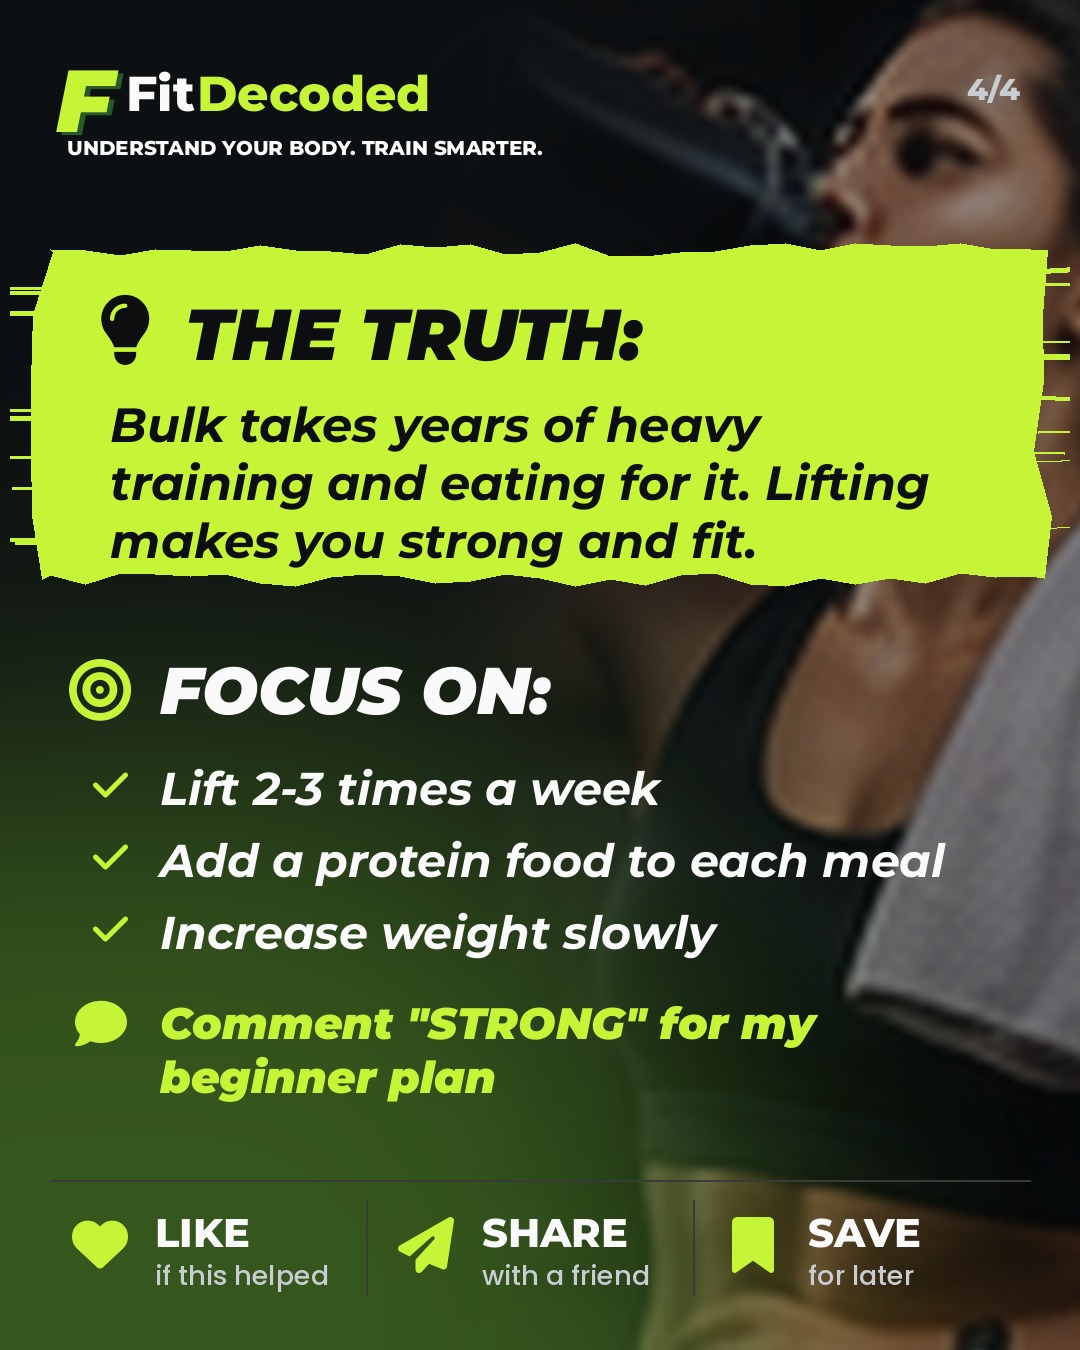 F FitDecoded
4/4
UNDERSTAND YOUR BODY. TRAIN SMARTER.
THE TRUTH:
Bulk takes years of heavy
training and eating for it. Lifting
makes you strong and fit.
FOCUS ON:
Lift 2-3 times a week
Add a protein food to each meal
Increase weight slowly
Comment "STRONG" for my
beginner plan
LIKE
if this helped
SHARE
with a friend
SAVE
for later